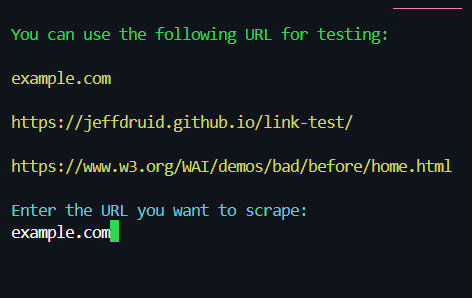 You can use the following URL for testing:
example.com
https://jeffdruid.github.io/link-test/
https://www.w3.org/WAI/demos/bad/before/home.html
Enter the URL you want to scrape:
example.com